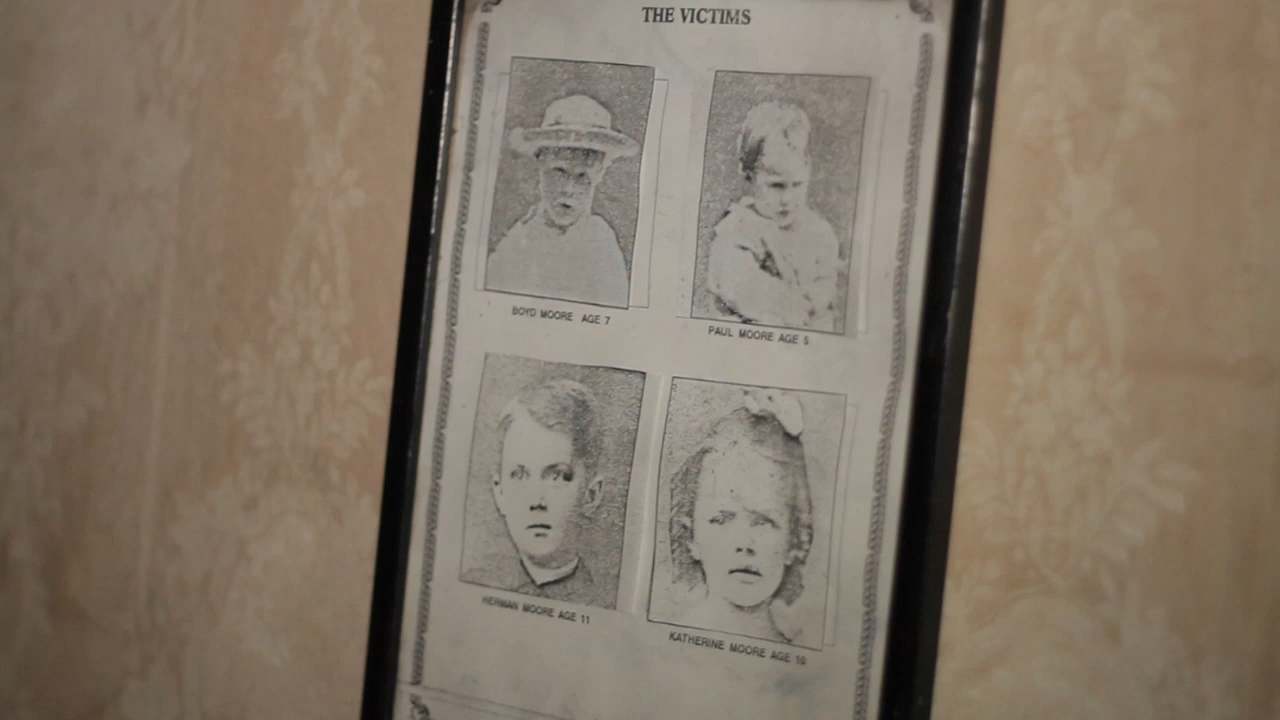 THE VICTIMS
BOYD MOORE AGE 7
PAUL MOORE AGE 5
HERMAN MOORE AGE 11
KATHERINE MOORE AGE 10